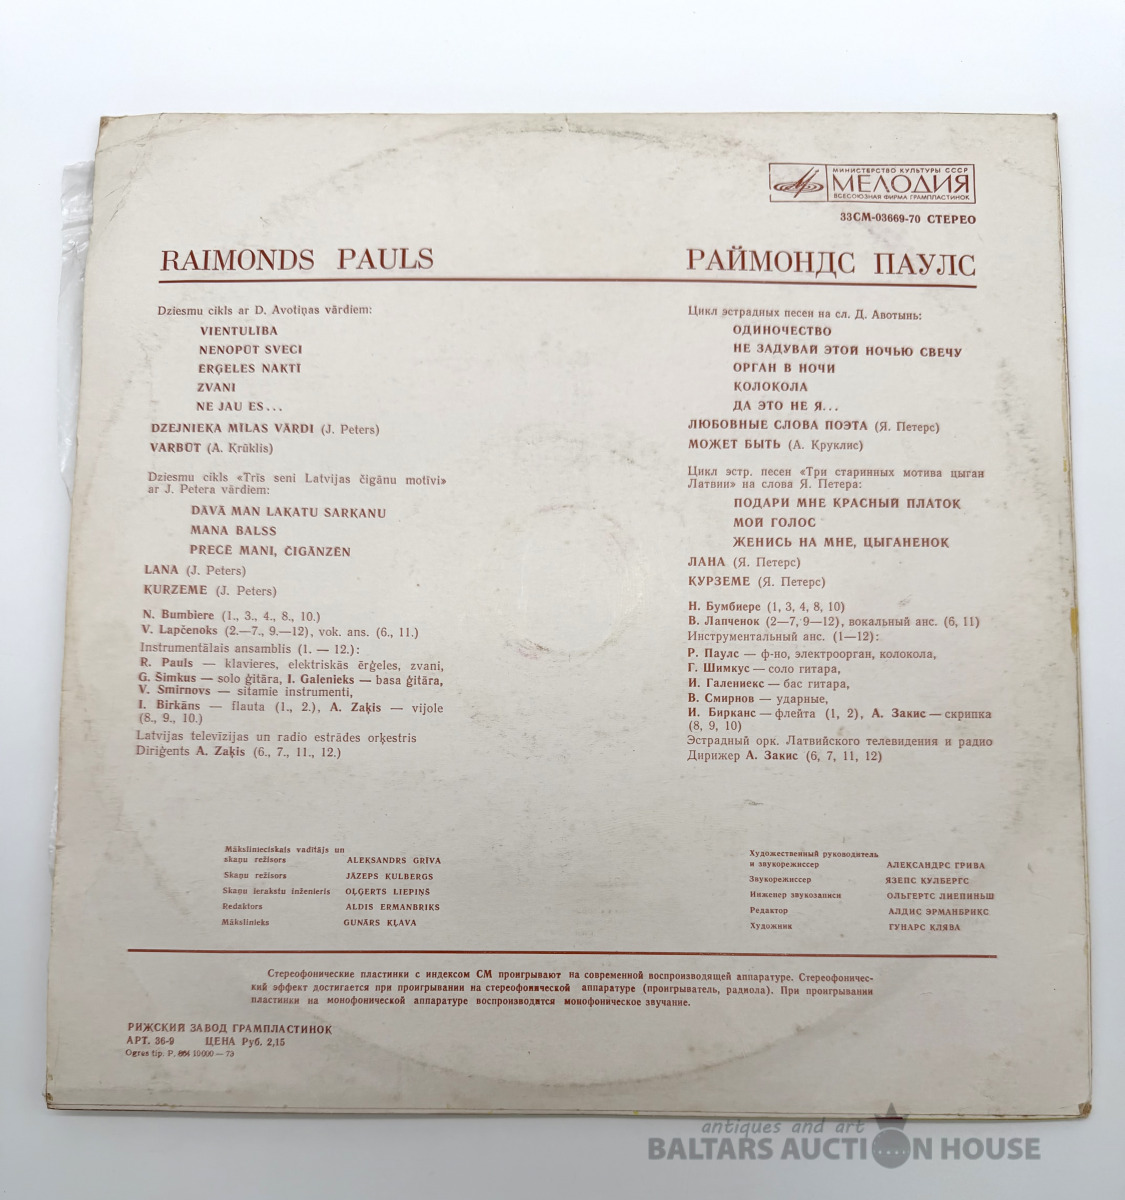 МИНИСТЕРСТВО КУЛЬТУРЫ СССР
МЕЛОДИЯ
ВСЕСОЮЗНАЯ ФИРМА ГРАМПЛАСТИНОК
33СМ-03669-70 СТЕРЕО
RAIMONDS PAULS
Dziesmu cikls ar D. Avotiņas vārdiem:
VIENTULĪBA
NENOPŪT SVECI
ĒRĢELES NAKTĪ
ZVANI
NE JAU ES...
DZEJNIEKA MĪLAS VĀRDI (J. Peters)
VARBŪT (A. Krūklis)
Dziesmu cikls «Trīs seni Latvijas čigānu motīvi»
ar J. Petera vārdiem:
DĀVĀ MAN LAKATU SARKANU
MANA BALSS
PRECĒ MANI, ČIGĀNZĒN
LANA (J. Peters)
KURZEME (J. Peters)
N. Bumbiere (1., 3., 4., 8., 10.)
V. Lapčenoks (2.—7., 9.—12), vok. ans. (6., 11.)
Instrumentālais ansamblis (1. — 12.):
R. Pauls — klavieres, elektriskās ērģeles, zvani,
G. Šimkus — solo ģitāra, I. Galenieks — basa ģitāra,
V. Smirnovs — sitamie instrumenti,
I. Birkāns — flauta (1., 2.), A. Zaķis — vijole
(8., 9., 10.)
Latvijas televīzijas un radio estrādes orķestris
Diriģents A. Zaķis (6., 7., 11., 12.)
РАЙМОНДС ПАУЛС
Цикл эстрадных песен на сл. Д. Авотынь:
ОДИНОЧЕСТВО
НЕ ЗАДУВАЙ ЭТОЙ НОЧЬЮ СВЕЧУ
ОРГАН В НОЧИ
КОЛОКОЛА
ДА ЭТО НЕ Я...
ЛЮБОВНЫЕ СЛОВА ПОЭТА (Я. Петерс)
МОЖЕТ БЫТЬ (А. Круклис)
Цикл эстр. песен «Три старинных мотива цыган
Латвии» на слова Я. Петера:
ПОДАРИ МНЕ КРАСНЫЙ ПЛАТОК
МОЙ ГОЛОС
ЖЕНИСЬ НА МНЕ, ЦЫГАНЕНОК
ЛАНА (Я. Петерс)
КУРЗЕМЕ (Я. Петерс)
Н. Бумбиере (1, 3, 4, 8, 10)
В. Лапченок (2—7, 9—12), вокальный анс. (6, 11)
Инструментальный анс. (1—12):
Р. Паулс — ф-но, электроорган, колокола,
Г. Шимкус — соло гитара,
И. Галениекс — бас гитара,
В. Смирнов — ударные,
И. Бирканс — флейта (1, 2), А. Закис — скрипка
(8, 9, 10)
Эстрадный орк. Латвийского телевидения и радио
Дирижер А. Закис (6, 7, 11, 12)
Mākslinieciskais vadītājs un
skaņu režisors ALEKSANDRS GRĪVA
Skaņu režisors JĀZEPS KULBERGS
Skaņu ierakstu inženieris OĻĢERTS LIEPIŅŠ
Redaktors ALDIS ERMANBRIKS
Mākslinieks GUNĀRS KĻAVA
Художественный руководитель
и звукорежиссер АЛЕКСАНДРС ГРИВА
Звукорежиссер ЯЗЕПС КУЛБЕРГС
Инженер звукозаписи ОЛЬГЕРТС ЛИЕПИНЬШ
Редактор АЛДИС ЭРМАНБРИКС
Художник ГУНАРС КЛЯВА
Стереофонические пластинки с индексом СМ проигрывают на современной воспроизводящей аппаратуре. Стереофоничес-
кий эффект достигается при проигрывании на стереофонической аппаратуре (проигрыватель, радиола). При проигрывании
пластинки на монофонической аппаратуре воспроизводятся монофоническое звучание.
РИЖСКИЙ ЗАВОД ГРАМПЛАСТИНОК
АРТ. 36-9 ЦЕНА Руб. 2,15
Ogres tip. P. 10 000 — 73
antiques and art
BALTARS AUCTION HOUSE